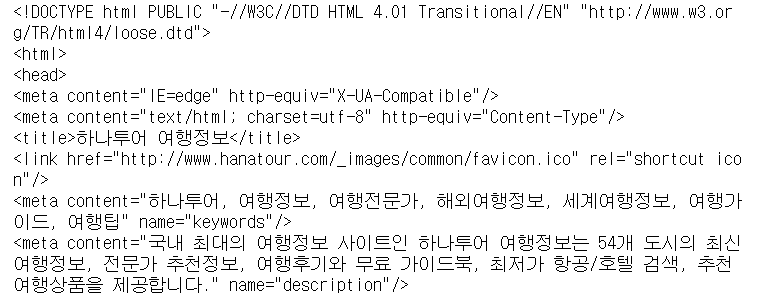 <!DOCTYPE html PUBLIC "-//W3C//DTD HTML 4.01 Transitional//EN" "http://www.w3.or
g/TR/html4/loose.dtd">
<html>
<head>
<meta content="IE=edge" http-equiv="X-UA-Compatible"/>
<meta content="text/html; charset=utf-8" http-equiv="Content-Type"/>
<title>하나투어 여행정보</title>
<link href="http://www.hanatour.com/_images/common/favicon.ico" rel="shortcut ico
n"/>
<meta content="하나투어, 여행정보, 여행전문가, 해외여행정보, 세계여행정보, 여행가
이드, 여행팁" name="keywords"/>
<meta content="국내 최대의 여행정보 사이트인 하나투어 여행정보는 54개 도시의 최신
여행정보, 전문가 추천정보, 여행후기와 무료 가이드북, 최저가 항공/호텔 검색, 추천
여행상품을 제공합니다." name="description"/>